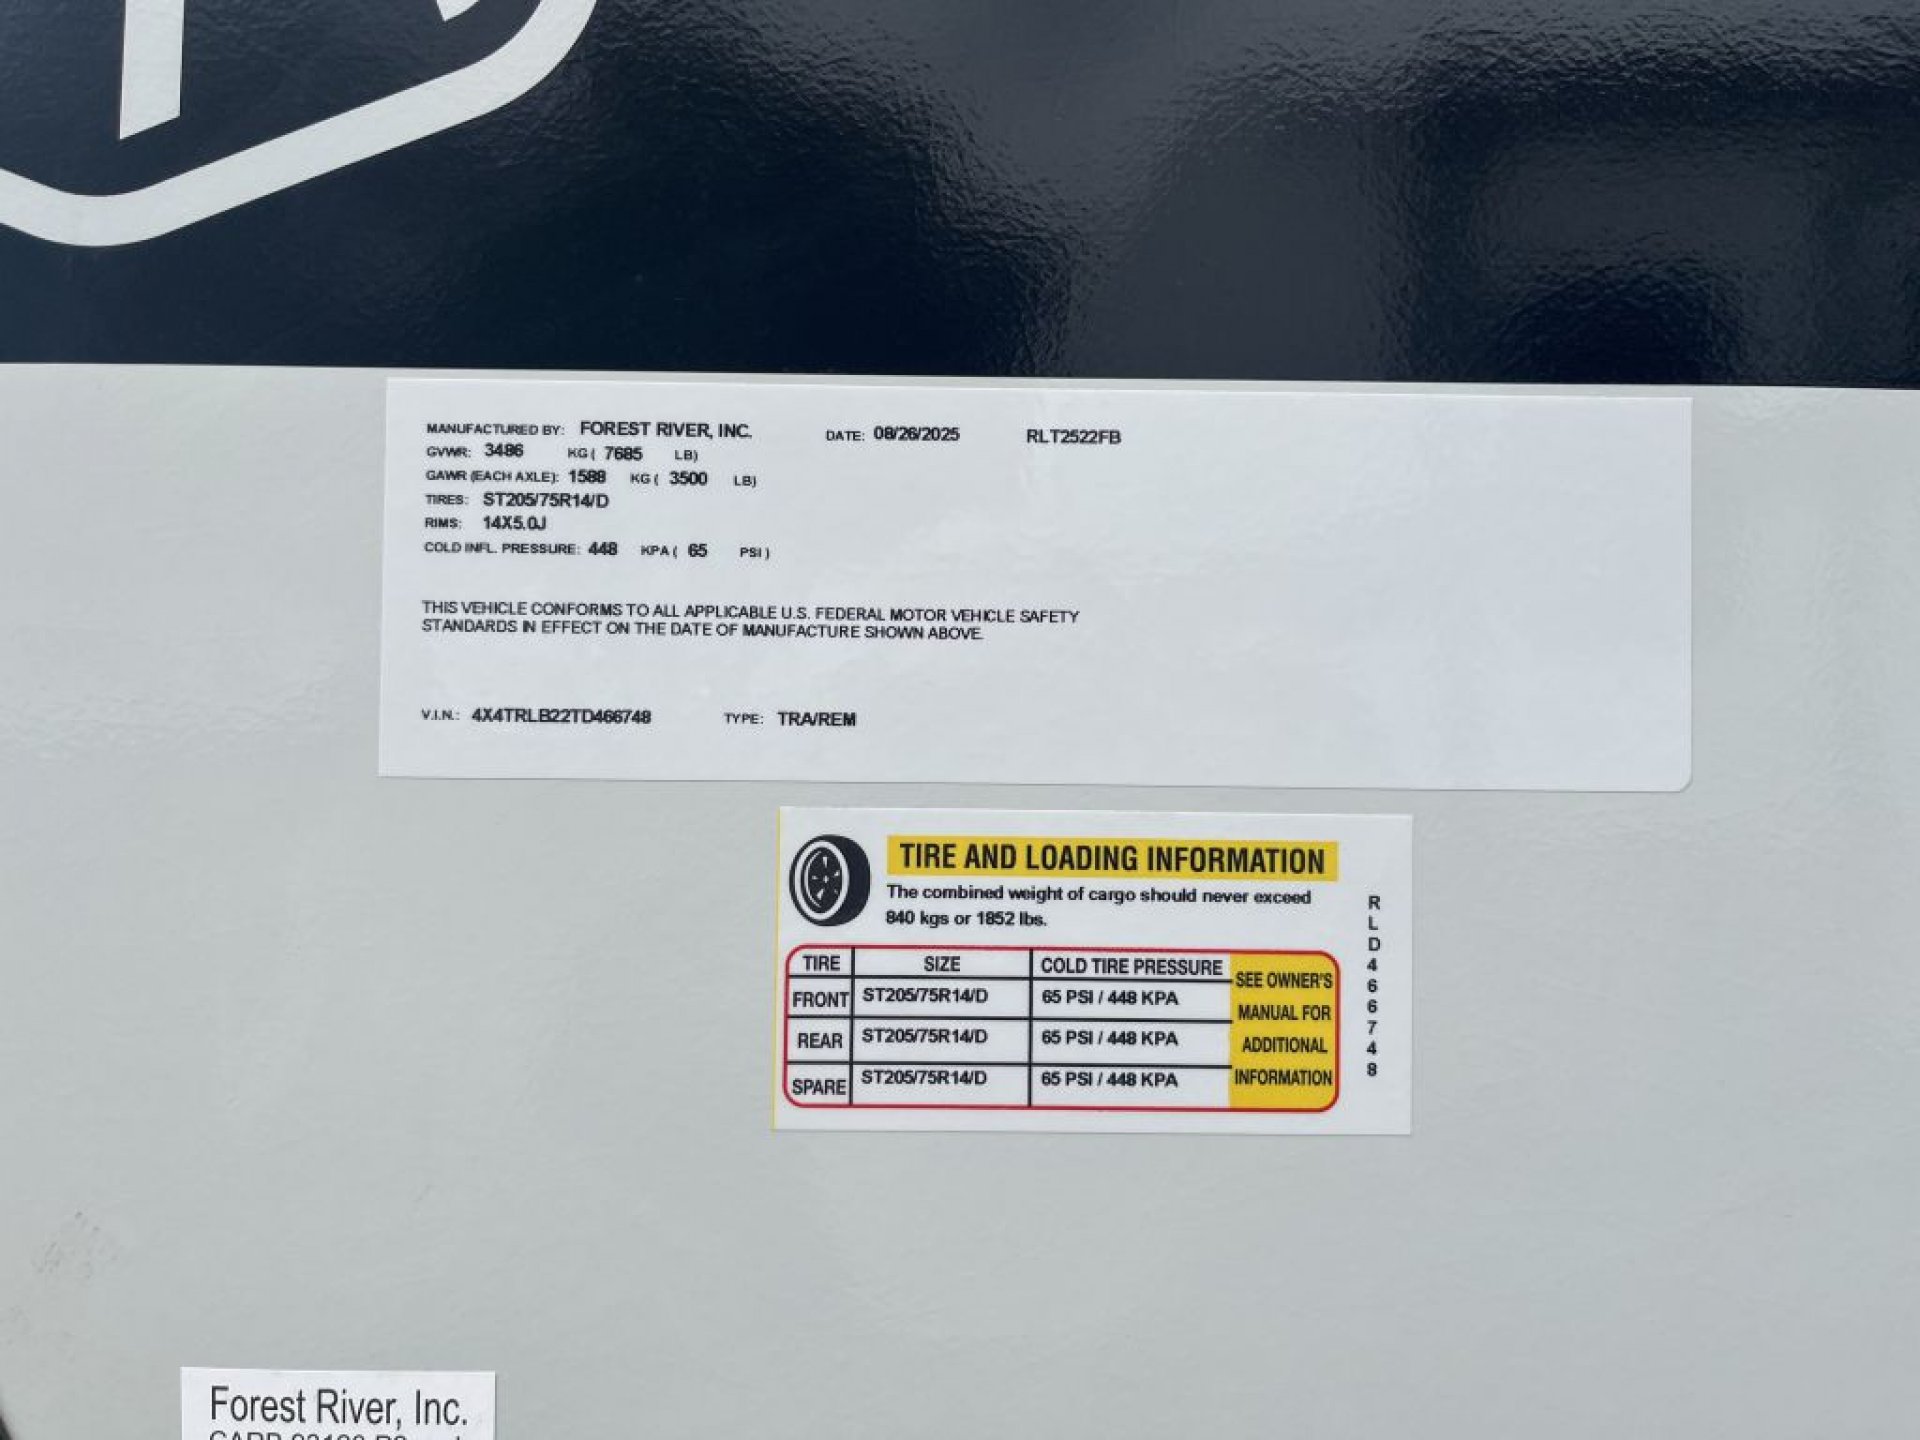 MANUFACTURED BY: FOREST RIVER, INC. DATE: 08/26/2025 RLT2522FB
GVWR: 3486 KG ( 7685 LB)
GAWR (EACH AXLE): 1588 KG ( 3500 LB)
TIRES: ST205/75R14/D
RIMS: 14X5.0J
COLD INFL. PRESSURE: 448 KPA ( 65 PSI )
THIS VEHICLE CONFORMS TO ALL APPLICABLE U.S. FEDERAL MOTOR VEHICLE SAFETY
STANDARDS IN EFFECT ON THE DATE OF MANUFACTURE SHOWN ABOVE.
V.I.N.: 4X4TRLB22TD466748 TYPE: TRA/REM
TIRE AND LOADING INFORMATION
The combined weight of cargo should never exceed
840 kgs or 1852 lbs.
TIRE SIZE COLD TIRE PRESSURE
FRONT ST205/75R14/D 65 PSI / 448 KPA
REAR ST205/75R14/D 65 PSI / 448 KPA
SPARE ST205/75R14/D 65 PSI / 448 KPA
SEE OWNER'S
MANUAL FOR
ADDITIONAL
INFORMATION
RLD466748
Forest River, Inc.